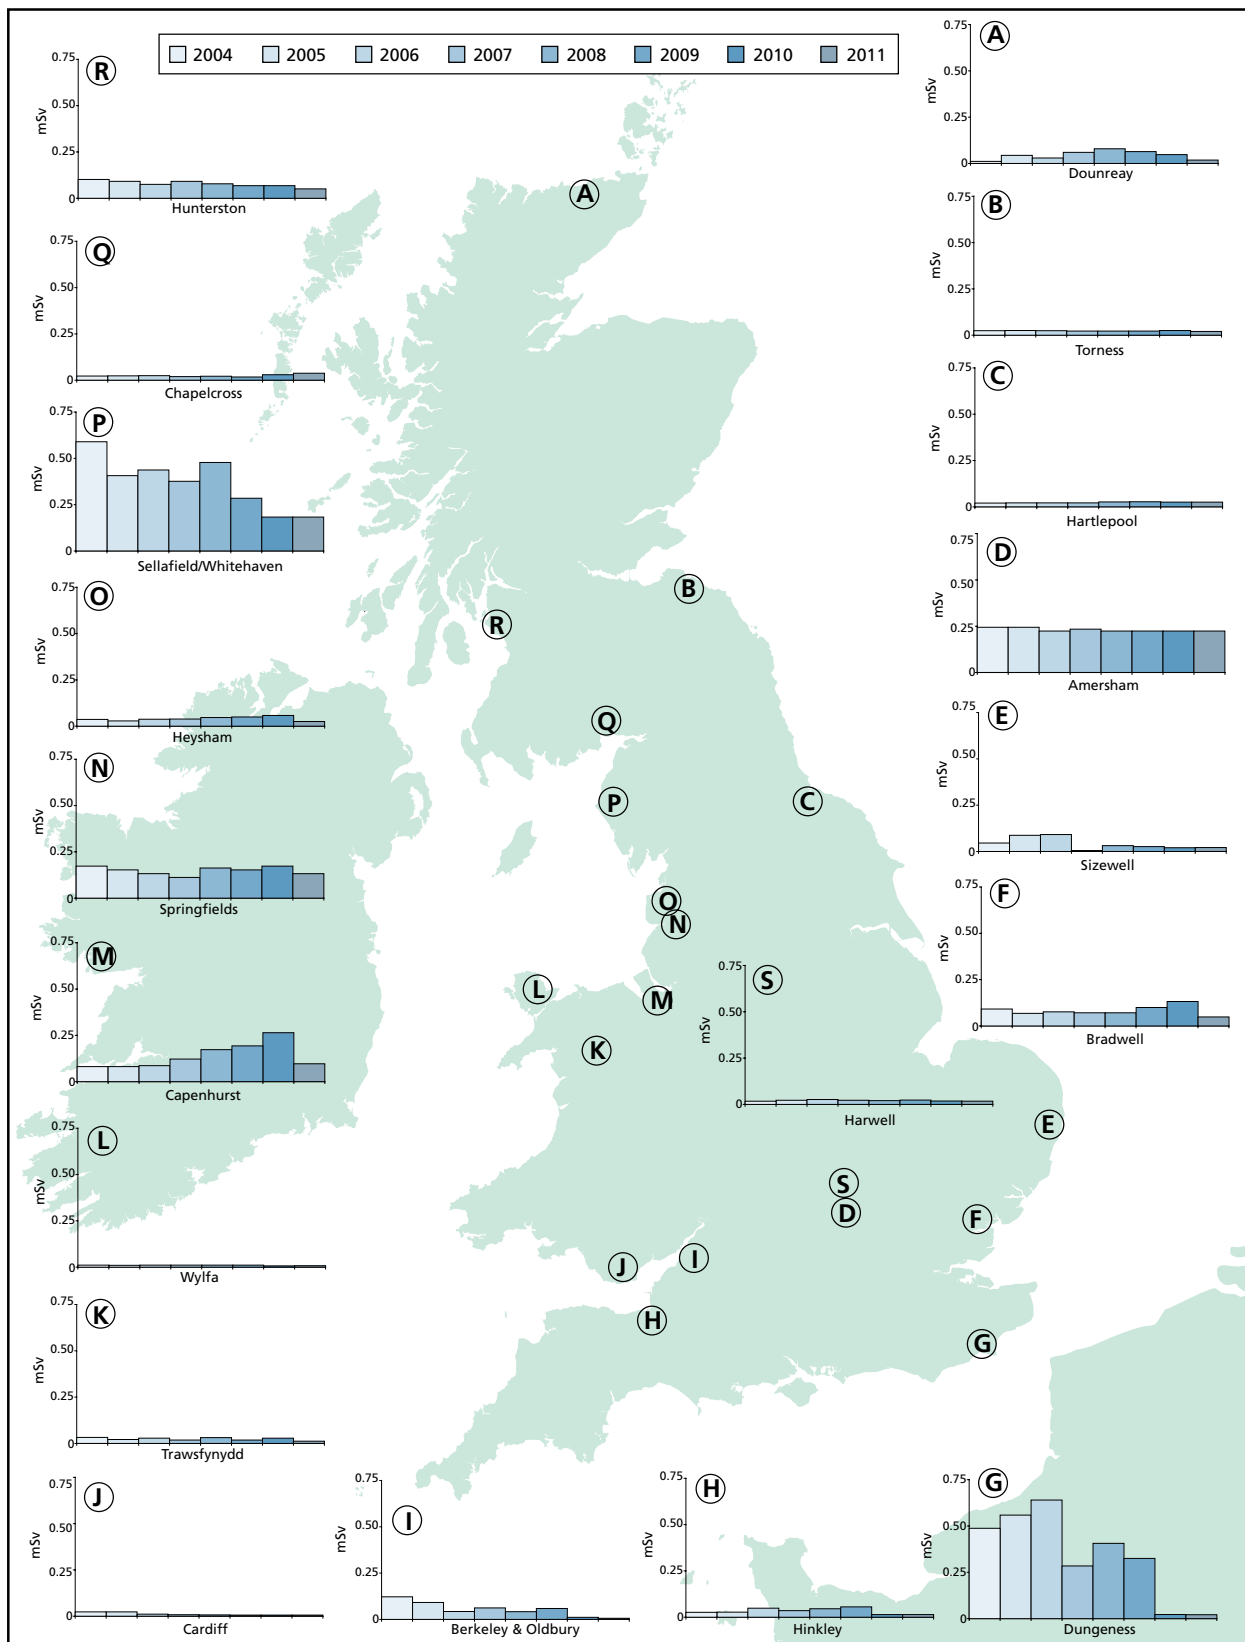 2004 2005 2006 2007 2008 2009 2010 2011
R
0.75
0.50
0.25
0
mSv
Hunterston
Q
0.75
0.50
0.25
0
mSv
Chapelcross
P
0.75
0.50
0.25
0
mSv
Sellafield/Whitehaven
O
0.75
0.50
0.25
0
mSv
Heysham
N
0.75
0.50
0.25
0
mSv
Springfields
M
0.75
0.50
0.25
0
mSv
Capenhurst
L
0.75
0.50
0.25
0
mSv
Wylfa
K
0.75
0.50
0.25
0
mSv
Trawsfynydd
J
0.75
0.50
0.25
0
mSv
Cardiff
I
0.75
0.50
0.25
0
mSv
Berkeley & Oldbury
H
0.75
0.50
0.25
0
mSv
Hinkley
G
0.75
0.50
0.25
0
mSv
Dungeness
A
0.75
0.50
0.25
0
mSv
Dounreay
B
0.75
0.50
0.25
0
mSv
Torness
C
0.75
0.50
0.25
0
mSv
Hartlepool
D
0.75
0.50
0.25
0
mSv
Amersham
E
0.75
0.50
0.25
0
mSv
Sizewell
F
0.75
0.50
0.25
0
mSv
Bradwell
S
0.75
0.50
0.25
0
mSv
Harwell
A
B
R
Q
P
C
O
N
L
M
K
E
S
D
F
I
J
H
G